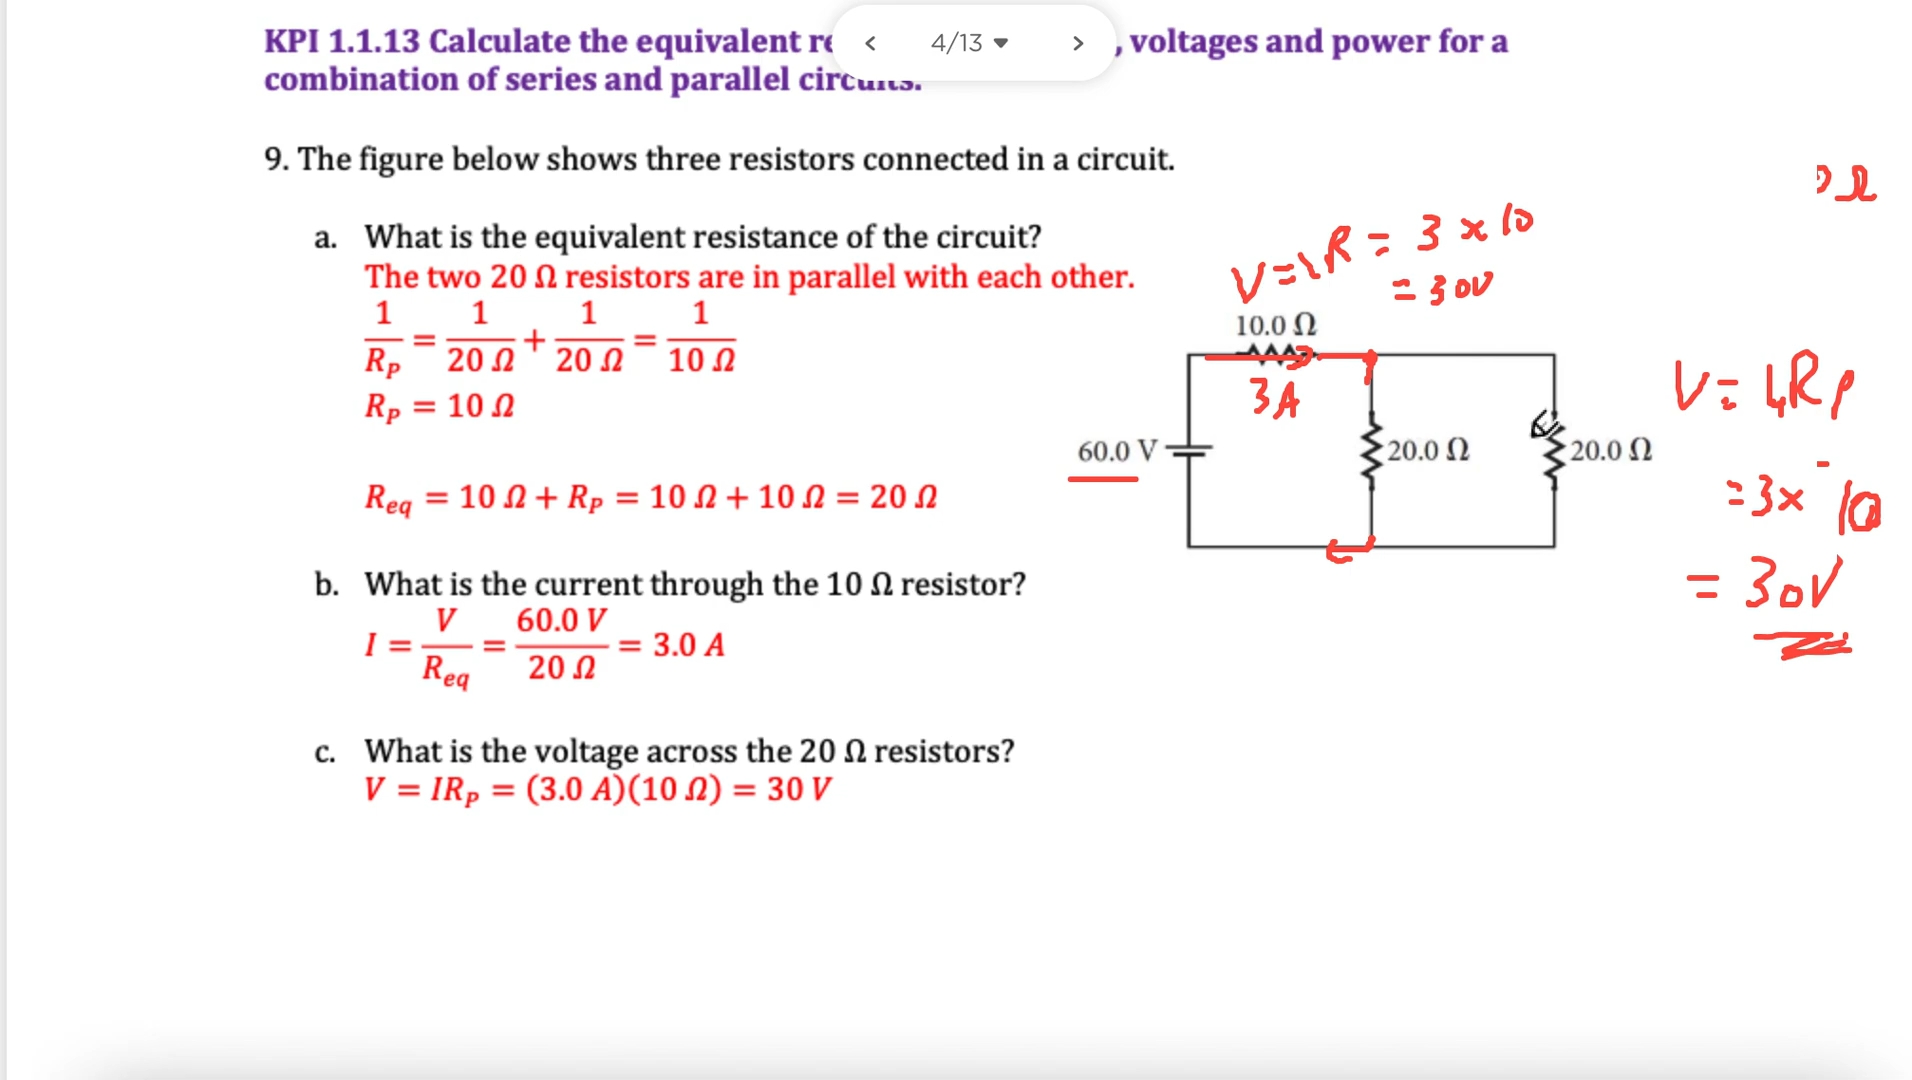 KPI 1.1.13 Calculate the equivalent re , voltages and power for a
4/13
combination of series and parallel circuits.
9. The figure below shows three resistors connected in a circuit.
a. What is the equivalent resistance of the circuit?
The two 20 Ω resistors are in parallel with each other.
1/R_P = 1/20 Ω + 1/20 Ω = 1/10 Ω
R_P = 10 Ω
R_eq = 10 Ω + R_P = 10 Ω + 10 Ω = 20 Ω
b. What is the current through the 10 Ω resistor?
I = V/R_eq = 60.0 V/20 Ω = 3.0 A
c. What is the voltage across the 20 Ω resistors?
V = IR_P = (3.0 A)(10 Ω) = 30 V
V=IR = 3 x 10
= 30V
10.0 Ω
3A
60.0 V
20.0 Ω
20.0 Ω
Ω
V = IRp
=3x 10
= 30V